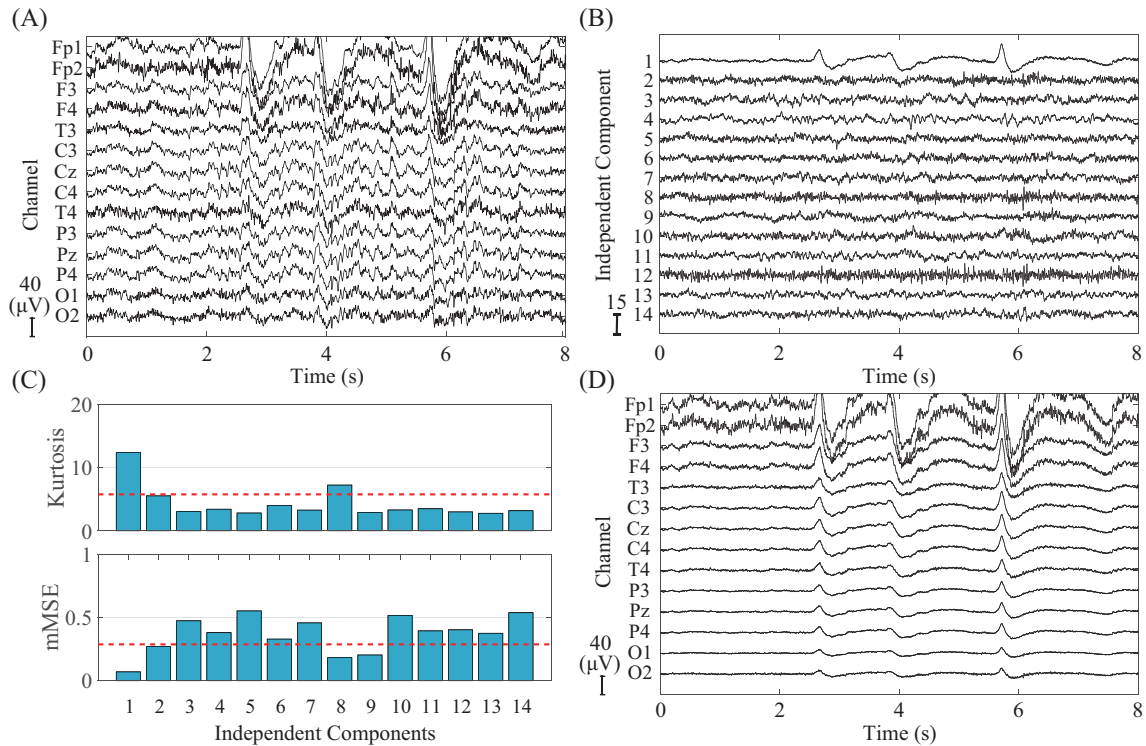 (A)
Fp1
Fp2
F3
F4
T3
C3
Cz
C4
T4
P3
Pz
P4
O1
O2
Channel
40
(μV)
0 2 4 6 8
Time (s)
(B)
1
2
3
4
5
6
7
8
9
10
11
12
13
14
Independent Component
15
0 2 4 6 8
Time (s)
(C)
20
10
0
Kurtosis
1
0.5
0
mMSE
1 2 3 4 5 6 7 8 9 10 11 12 13 14
Independent Components
(D)
Fp1
Fp2
F3
F4
T3
C3
Cz
C4
T4
P3
Pz
P4
O1
O2
Channel
40
(μV)
0 2 4 6 8
Time (s)